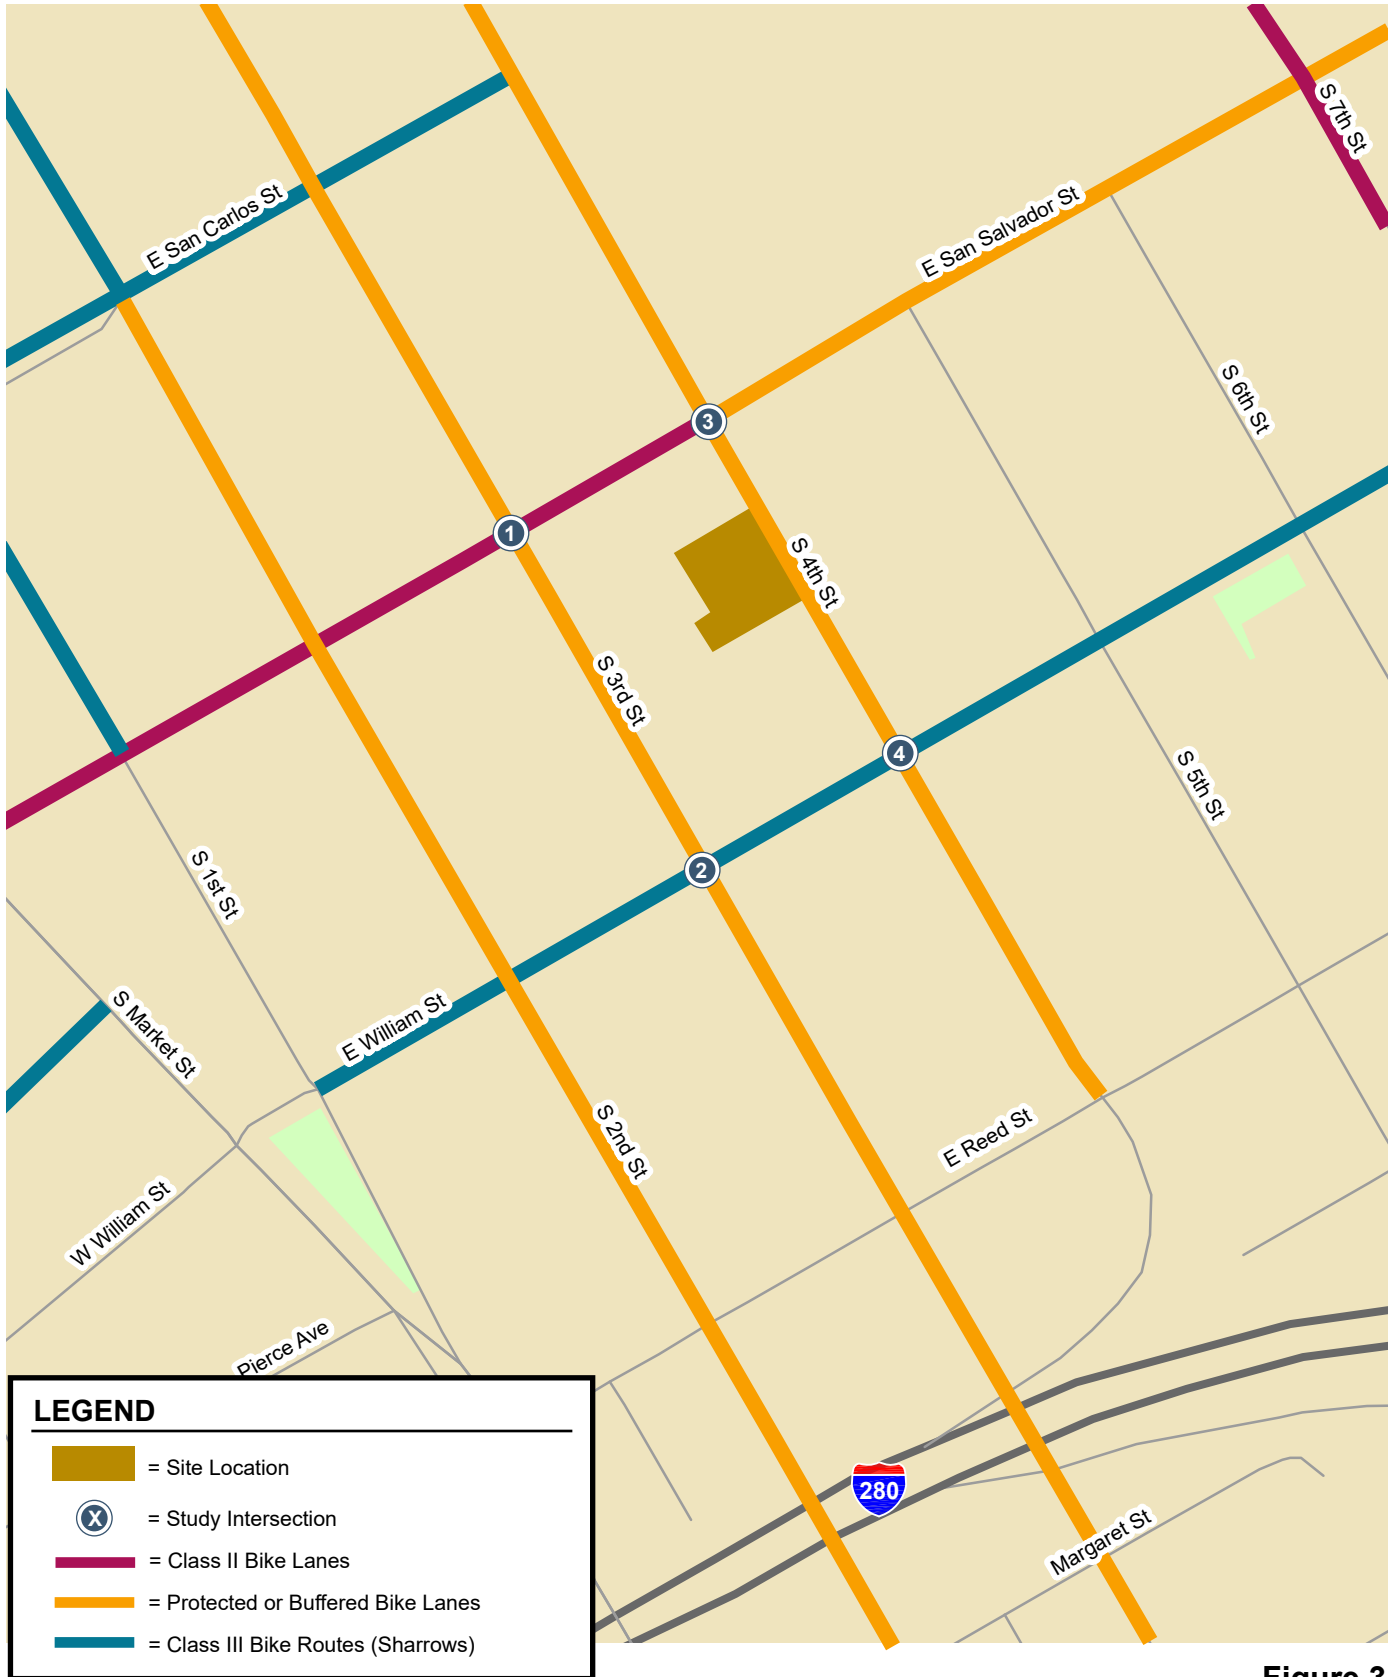 S 7th St
E San Carlos St
E San Salvador St
S 6th St
3
1
S 4th St
S 3rd St
4
S 5th St
2
S 1st St
S Market St
E William St
S 2nd St
E Reed St
W William St
Pierce Ave
280
Margaret St
LEGEND
= Site Location
X = Study Intersection
= Class II Bike Lanes
= Protected or Buffered Bike Lanes
= Class III Bike Routes (Sharrows)
Figure 3